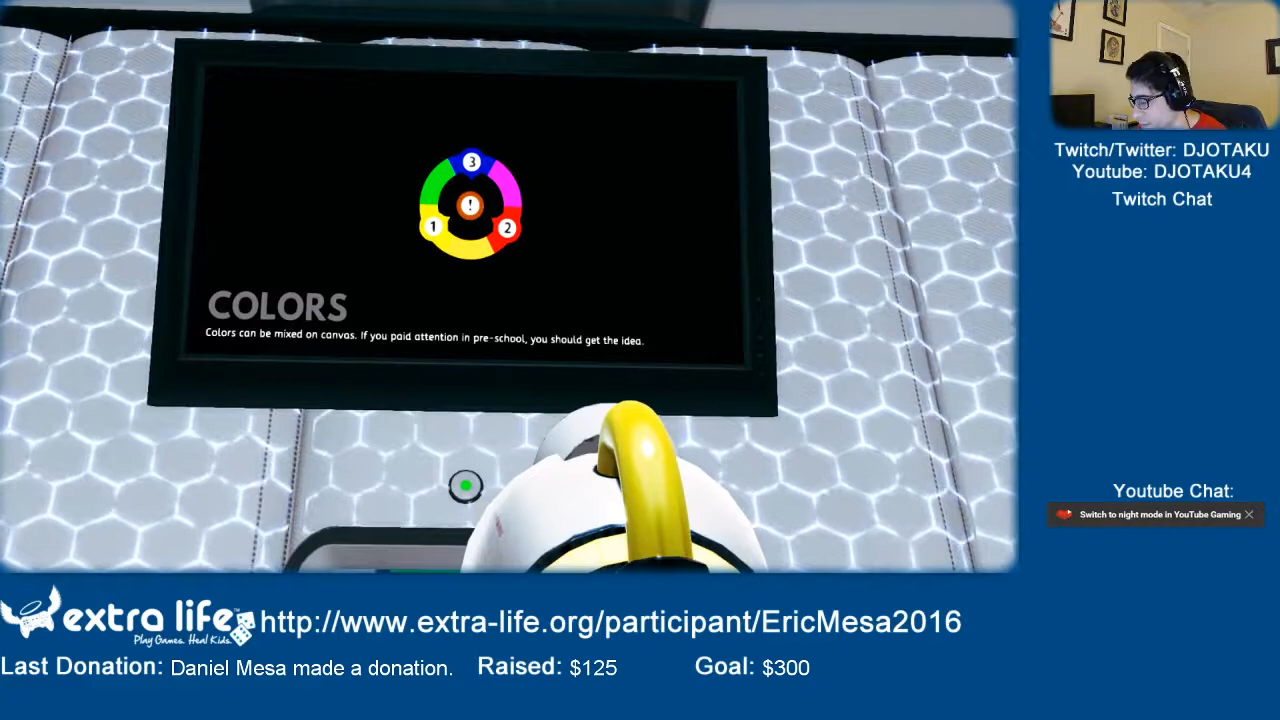 3
!
1
2
COLORS
Colors can be mixed on canvas. If you paid attention in pre-school, you should get the idea.
Twitch/Twitter: DJOTAKU
Youtube: DJOTAKU4
Twitch Chat
Youtube Chat:
Switch to night mode in YouTube Gaming
extra life
Play Games. Heal Kids.
http://www.extra-life.org/participant/EricMesa2016
Last Donation: Daniel Mesa made a donation. Raised: $125 Goal: $300